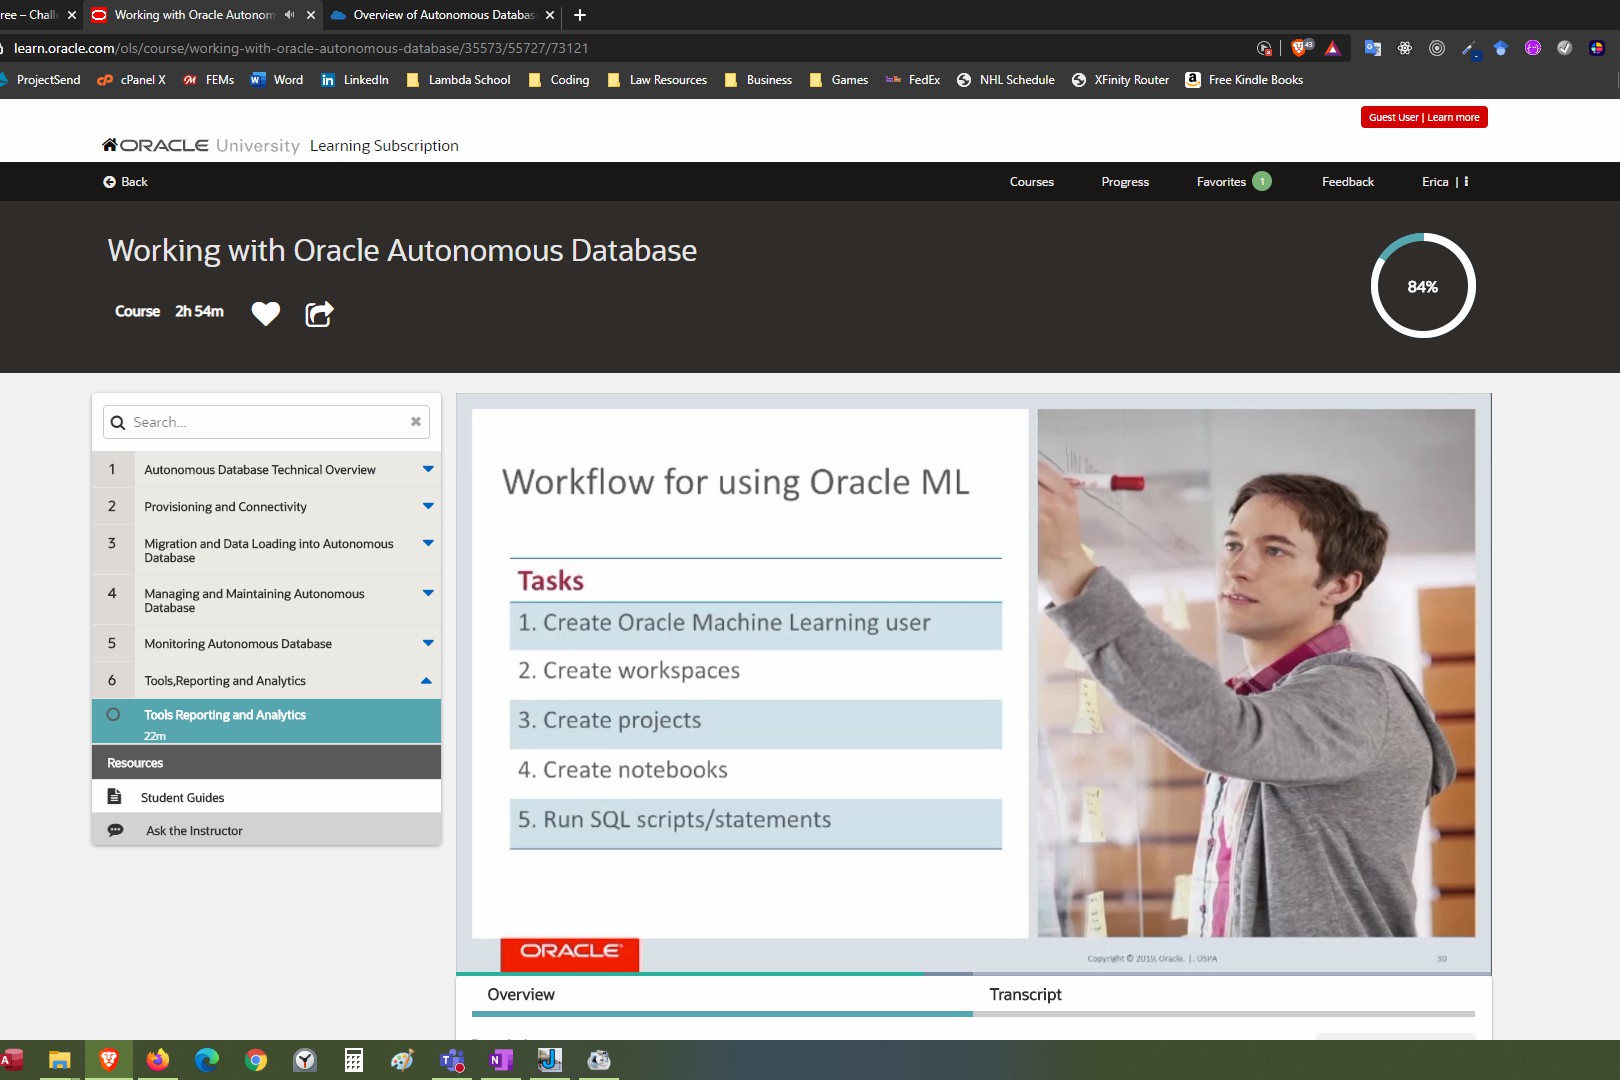 ree – Chall
Working with Oracle Autonom
Overview of Autonomous Databas
learn.oracle.com/ols/course/working-with-oracle-autonomous-database/35573/55727/73121
43
ProjectSend
cPanel X
FEMs
Word
LinkedIn
Lambda School
Coding
Law Resources
Business
Games
FedEx
NHL Schedule
XFinity Router
Free Kindle Books
Guest User | Learn more
ORACLE University Learning Subscription
Back
Courses
Progress
Favorites 1
Feedback
Erica |
Working with Oracle Autonomous Database
84%
Course 2h 54m
Search...
1 Autonomous Database Technical Overview
2 Provisioning and Connectivity
3 Migration and Data Loading into Autonomous
Database
4 Managing and Maintaining Autonomous
Database
5 Monitoring Autonomous Database
6 Tools,Reporting and Analytics
Tools Reporting and Analytics
22m
Resources
Student Guides
Ask the Instructor
Workflow for using Oracle ML
Tasks
1. Create Oracle Machine Learning user
2. Create workspaces
3. Create projects
4. Create notebooks
5. Run SQL scripts/statements
ORACLE
Copyright © 2019, Oracle. | . DSPA
30
Overview
Transcript